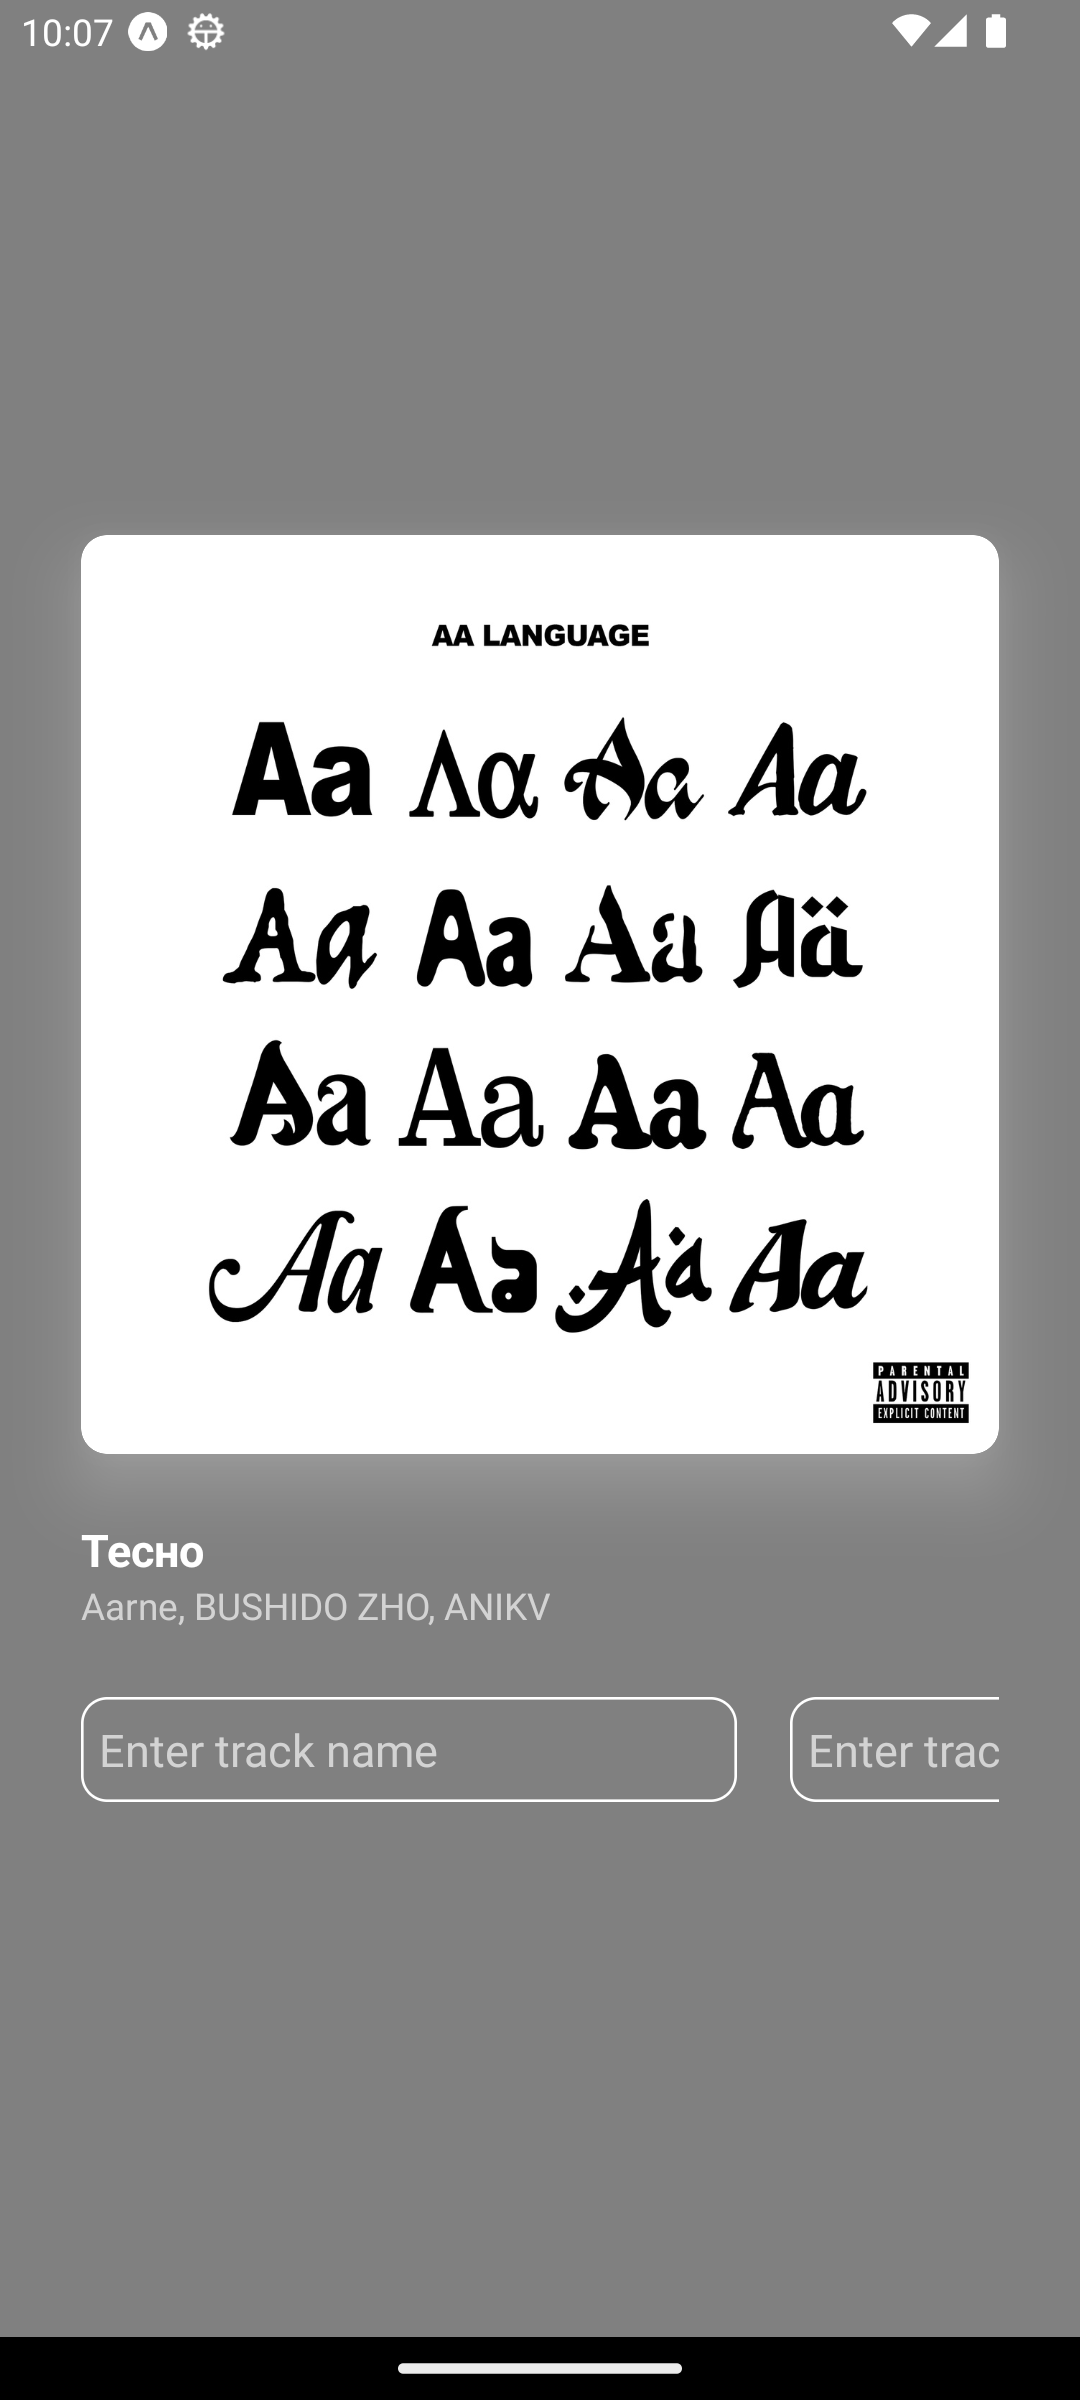 10:07
AA LANGUAGE
Aa Λα Aa Aa
Aa Aa Aa Aä
Aa Aa Aa Aa
Aa Aa Aa Aa
PARENTAL
ADVISORY
EXPLICIT CONTENT
Тесно
Aarne, BUSHIDO ZHO, ANIKV
Enter track name
Enter trac